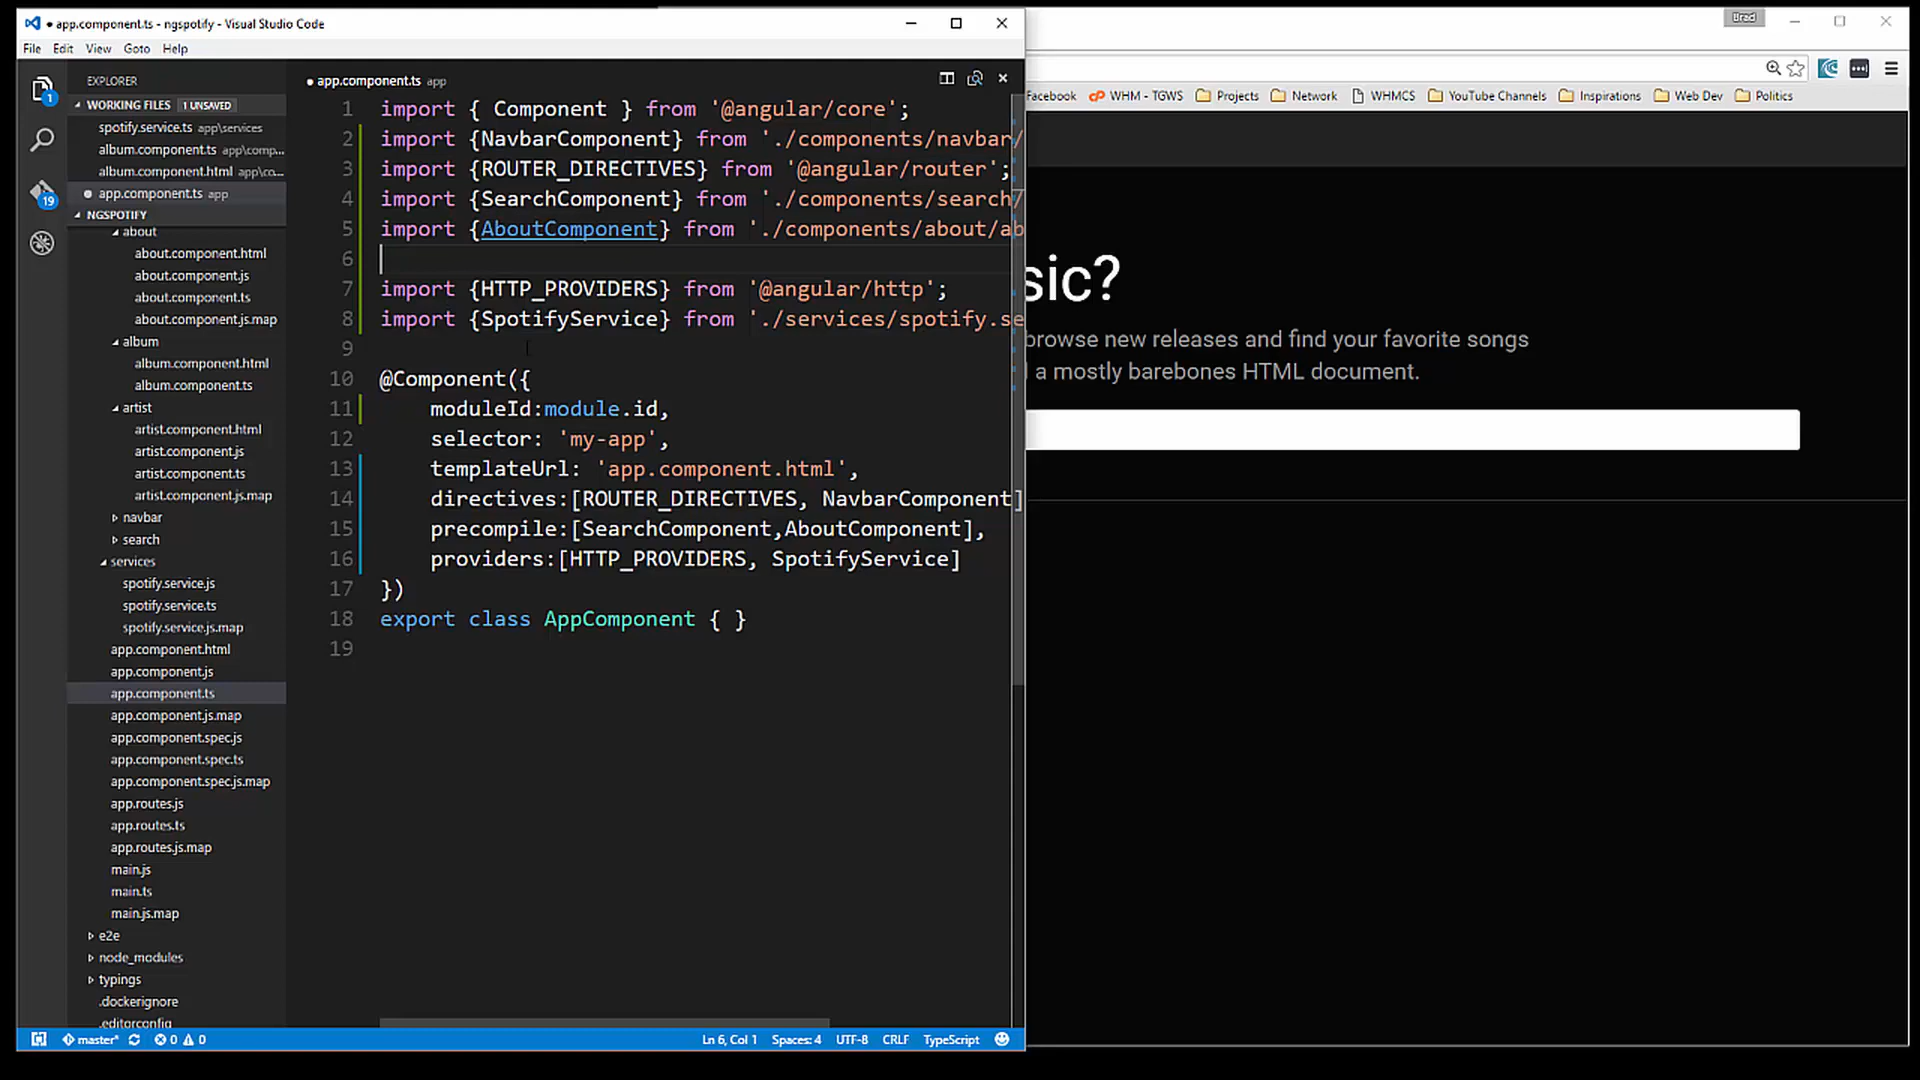 app.component.ts - ngspotify - Visual Studio Code
File Edit View Goto Help
EXPLORER
WORKING FILES 1 UNSAVED
spotify.service.ts app\services
album.component.ts app\comp...
album.component.html app\co...
app.component.ts app
NGSPOTIFY
about
about.component.html
about.component.js
about.component.ts
about.component.js.map
album
album.component.html
album.component.ts
artist
artist.component.html
artist.component.js
artist.component.ts
artist.component.js.map
navbar
search
services
spotify.service.js
spotify.service.ts
spotify.service.js.map
app.component.html
app.component.js
app.component.ts
app.component.js.map
app.component.spec.js
app.component.spec.ts
app.component.spec.js.map
app.routes.js
app.routes.ts
app.routes.js.map
main.js
main.ts
main.js.map
e2e
node_modules
typings
.dockerignore
.editorconfig
1
19
app.component.ts app
1 import { Component } from '@angular/core';
2 import {NavbarComponent} from './components/navbar/
3 import {ROUTER_DIRECTIVES} from '@angular/router';
4 import {SearchComponent} from './components/search/
5 import {AboutComponent} from './components/about/ab
6
7 import {HTTP_PROVIDERS} from '@angular/http';
8 import {SpotifyService} from './services/spotify.se
9
10 @Component({
11 moduleId:module.id,
12 selector: 'my-app',
13 templateUrl: 'app.component.html',
14 directives:[ROUTER_DIRECTIVES, NavbarComponent]
15 precompile:[SearchComponent,AboutComponent],
16 providers:[HTTP_PROVIDERS, SpotifyService]
17 })
18 export class AppComponent { }
19
master* 0 0 Ln 6, Col 1 Spaces: 4 UTF-8 CRLF TypeScript
Brad
Facebook WHM - TGWS Projects Network WHMCS YouTube Channels Inspirations Web Dev Politics
sic?
browse new releases and find your favorite songs
a mostly barebones HTML document.